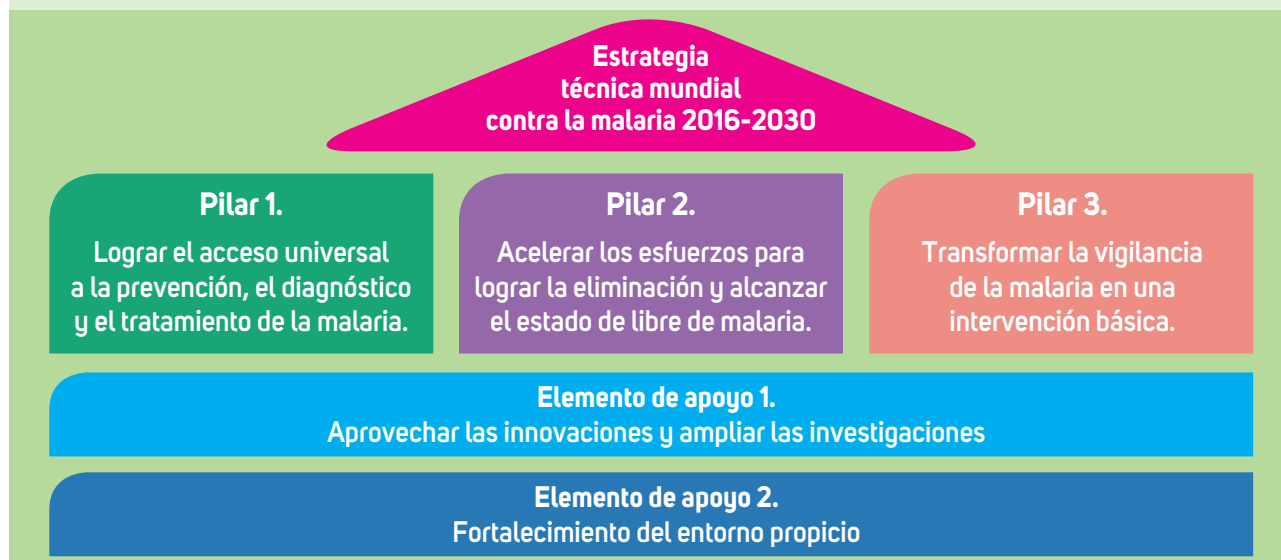 Estrategia
técnica mundial
contra la malaria 2016-2030
Pilar 1.
Lograr el acceso universal
a la prevención, el diagnóstico
y el tratamiento de la malaria.
Pilar 2.
Acelerar los esfuerzos para
lograr la eliminación y alcanzar
el estado de libre de malaria.
Pilar 3.
Transformar la vigilancia
de la malaria en una
intervención básica.
Elemento de apoyo 1.
Aprovechar las innovaciones y ampliar las investigaciones
Elemento de apoyo 2.
Fortalecimiento del entorno propicio